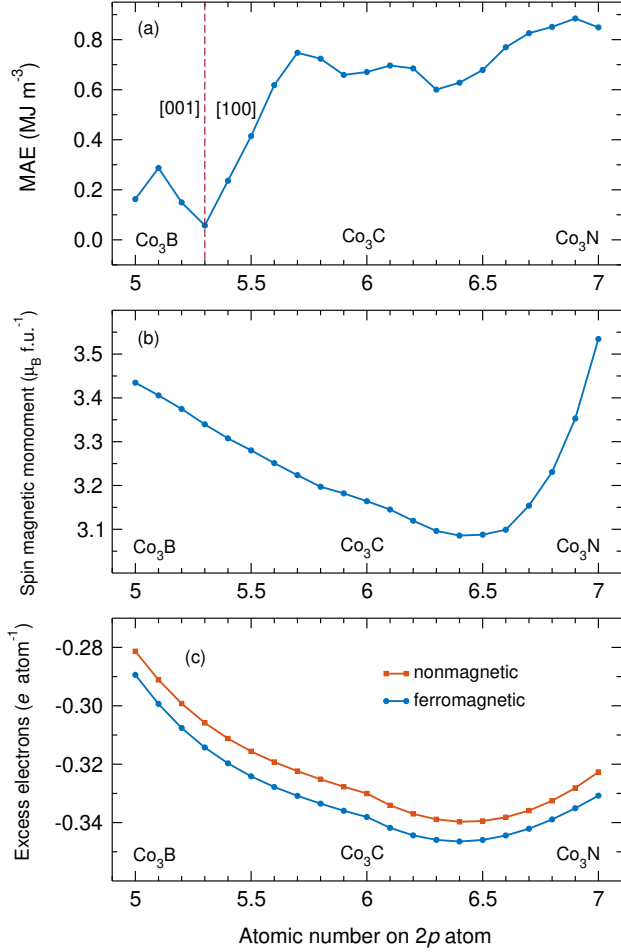 (a)
MAE (MJ m⁻³)
0.8
0.6
0.4
0.2
0.0
[001] [100]
Co₃B Co₃C Co₃N
5 5.5 6 6.5 7
(b)
Spin magnetic momoment (μ_B f.u.⁻¹)
3.5
3.4
3.3
3.2
3.1
Co₃B Co₃C Co₃N
5 5.5 6 6.5 7
(c)
Excess electrons (e atom⁻¹)
-0.28
-0.30
-0.32
-0.34
nonmagnetic
ferromagnetic
Co₃B Co₃C Co₃N
5 5.5 6 6.5 7
Atomic number on 2p atom